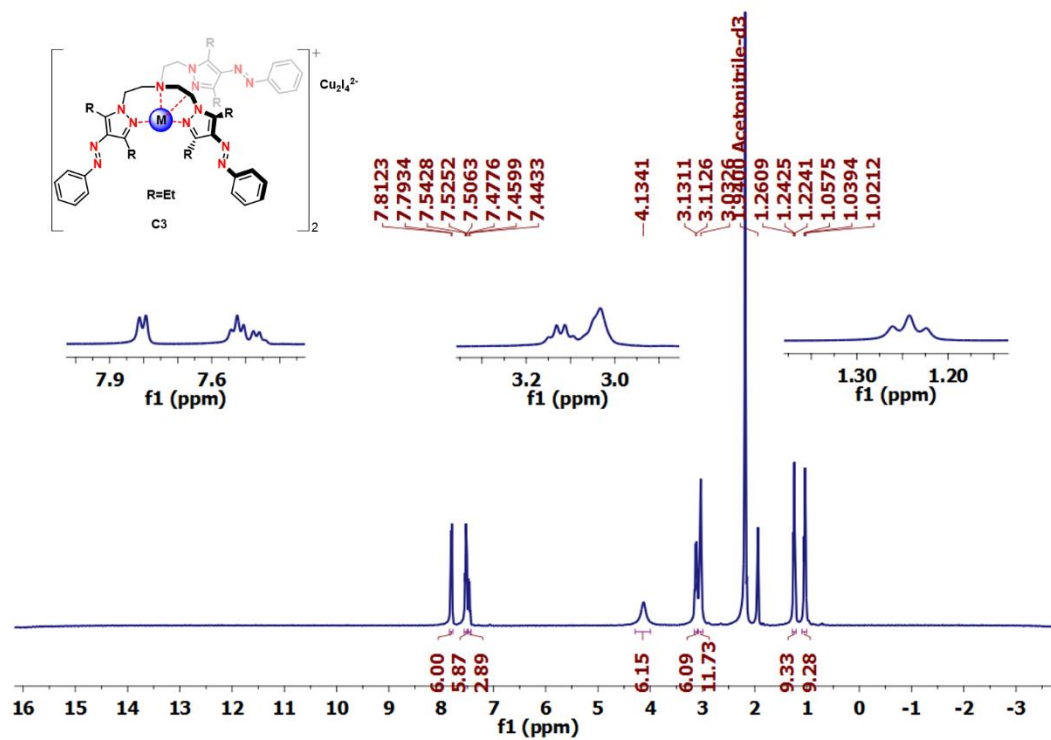 R
N
N
N
N
R
+
Cu2I4 2-
N
R
N
N
R
N
M
N
R
N
N
R
R
N
N
R=Et
2
C3
7.8123
7.7934
7.5428
7.5252
7.5063
7.4776
7.4599
7.4433
4.1341
3.1311
3.1126
3.0326
1.9400 Acetonitrile-d3
1.2609
1.2425
1.2241
1.0575
1.0394
1.0212
7.9 7.6
f1 (ppm)
3.2 3.0
f1 (ppm)
1.30 1.20
f1 (ppm)
6.00
5.87
2.89
6.15
6.09
11.73
9.33
9.28
16 15 14 13 12 11 10 9 8 7 6 5 4 3 2 1 0 -1 -2 -3
f1 (ppm)